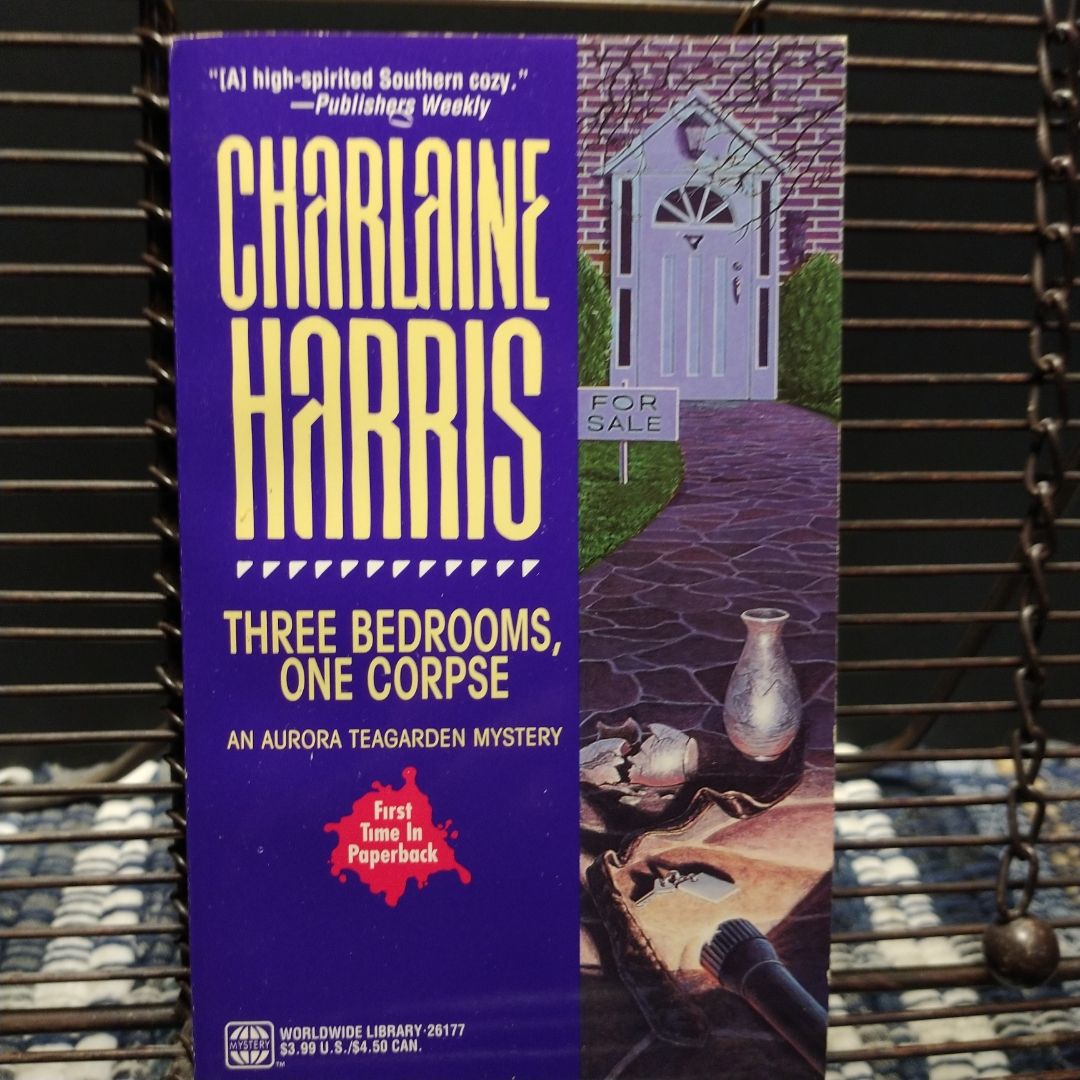 "[A] high-spirited Southern cozy."
—Publishers Weekly
CHARLAINE
HARRIS
THREE BEDROOMS,
ONE CORPSE
AN AURORA TEAGARDEN MYSTERY
First
Time In
Paperback
FOR
SALE
MYSTERY
WORLDWIDE LIBRARY·26177
$3.99 U.S./$4.50 CAN.
TM